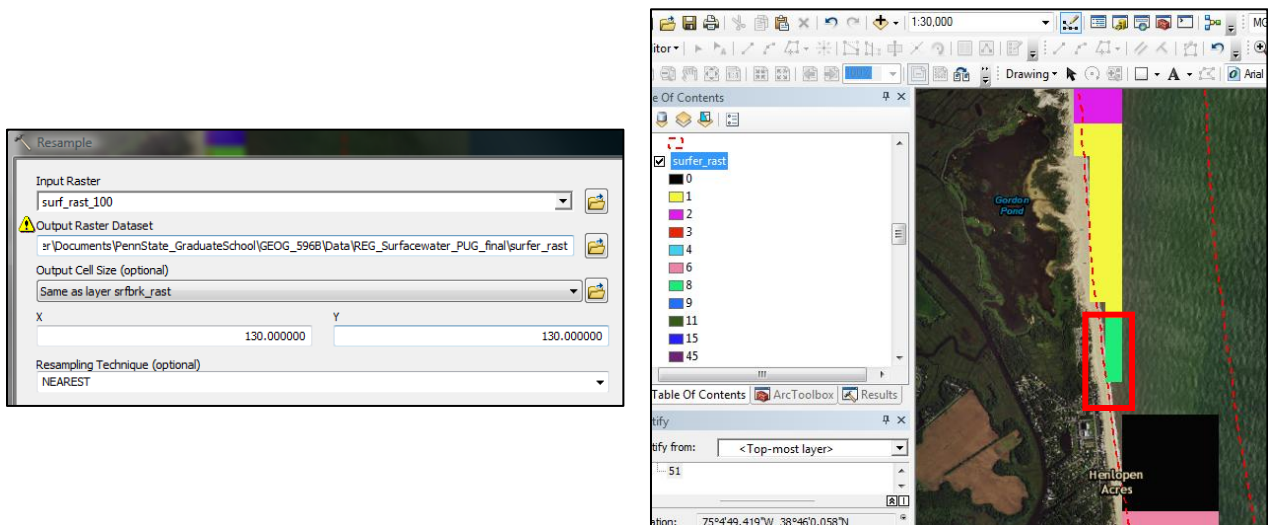 Resample
Input Raster
surf_rast_100
Output Raster Dataset
er\Documents\PennState_GraduateSchool\GEOG_596B\Data\REG_Surfacewater_PUG_final\surfer_rast
Output Cell Size (optional)
Same as layer srfbrk_rast
X Y
130.000000 130.000000
Resampling Technique (optional)
NEAREST
1:30,000
itor
Drawing A Arial
e Of Contents
surfer_rast
0
1
2
3
4
6
8
9
11
15
45
Table Of Contents ArcToolbox Results
tify
tify from: <Top-most layer>
51
ation: 75°4'49.419"W 38°46'0.058"N
Gordon
Pond
Henlopen
Acres